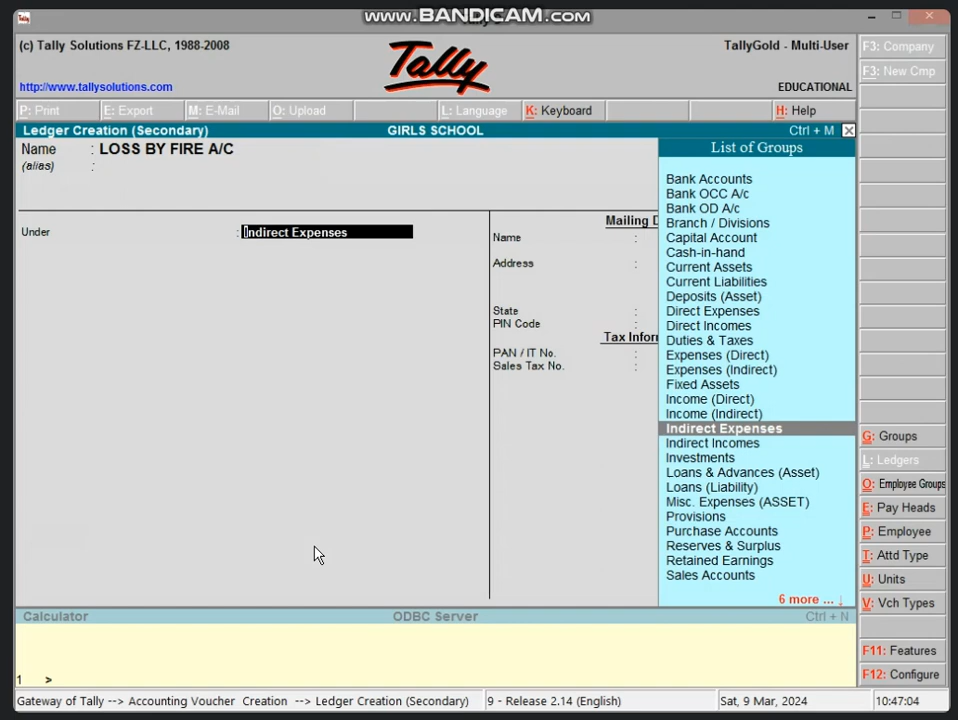 www.BANDICAM.com
Tally
(c) Tally Solutions FZ-LLC, 1988-2008
TallyGold - Multi-User
F3: Company
Tally
F3: New Cmp
http://www.tallysolutions.com
EDUCATIONAL
P: Print
E: Export
M: E-Mail
O: Upload
L: Language
K: Keyboard
H: Help
Ledger Creation (Secondary)
GIRLS SCHOOL
Ctrl + M
Name : LOSS BY FIRE A/C
(alias) :
List of Groups
Under : Indirect Expenses
Mailing D
Name :
Address :
State :
PIN Code :
Tax Infor
PAN / IT No. :
Sales Tax No. :
Bank Accounts
Bank OCC A/c
Bank OD A/c
Branch / Divisions
Capital Account
Cash-in-hand
Current Assets
Current Liabilities
Deposits (Asset)
Direct Expenses
Direct Incomes
Duties & Taxes
Expenses (Direct)
Expenses (Indirect)
Fixed Assets
Income (Direct)
Income (Indirect)
Indirect Expenses
Indirect Incomes
Investments
Loans & Advances (Asset)
Loans (Liability)
Misc. Expenses (ASSET)
Provisions
Purchase Accounts
Reserves & Surplus
Retained Earnings
Sales Accounts
6 more ... ↓
G: Groups
L: Ledgers
O: Employee Groups
E: Pay Heads
P: Employee
T: Attd Type
U: Units
V: Vch Types
F11: Features
F12: Configure
Calculator
ODBC Server
Ctrl + N
1 >
Gateway of Tally --> Accounting Voucher Creation --> Ledger Creation (Secondary)
9 - Release 2.14 (English)
Sat, 9 Mar, 2024
10:47:04